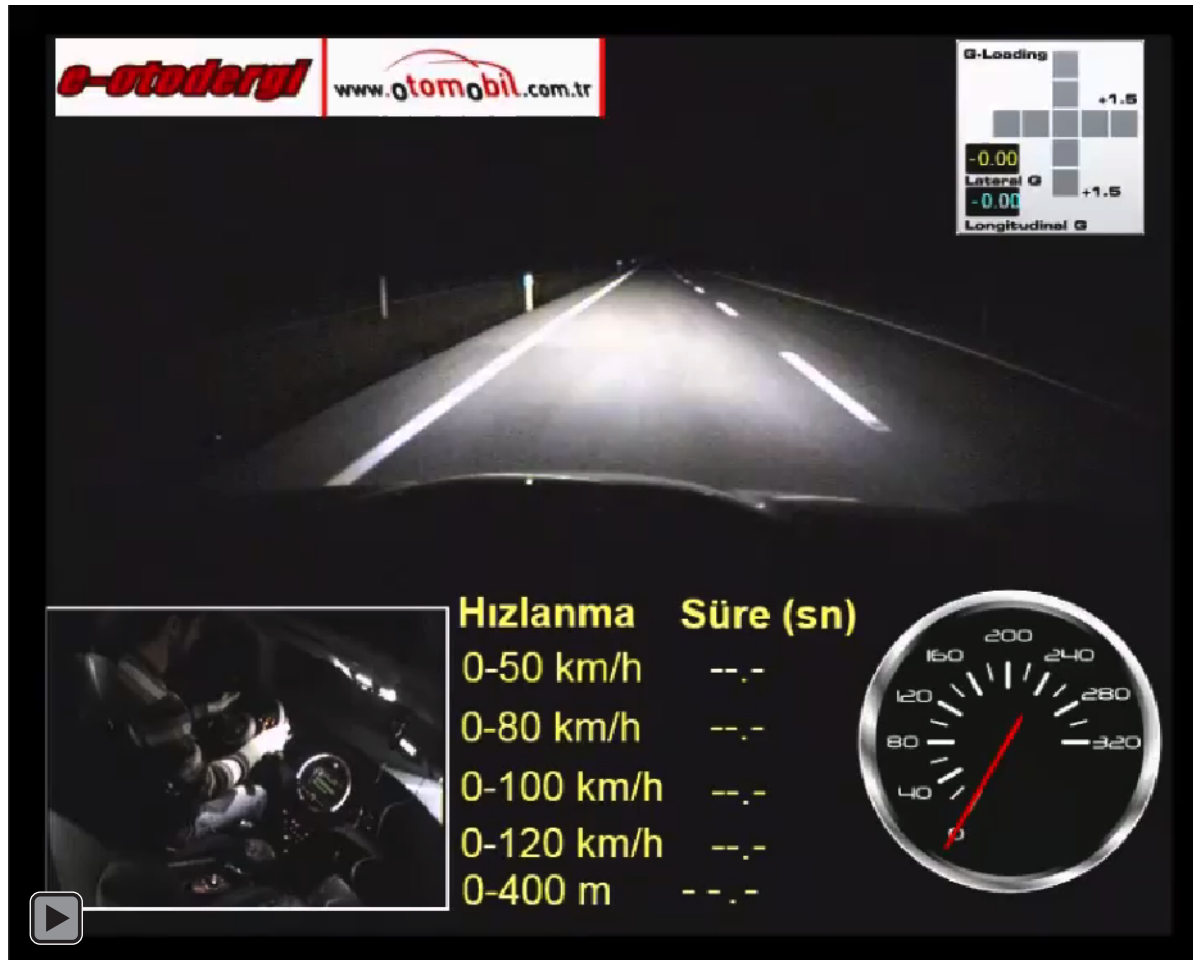 e-otodergi
www.otomobil.com.tr
G-Loading
+1.5
-0.00
Lateral G
+1.5
-0.00
Longitudinal G
Hızlanma Süre (sn)
0-50 km/h --.-
0-80 km/h --.-
0-100 km/h --.-
0-120 km/h --.-
0-400 m --.-
200
160 240
120 280
80 320
40
0